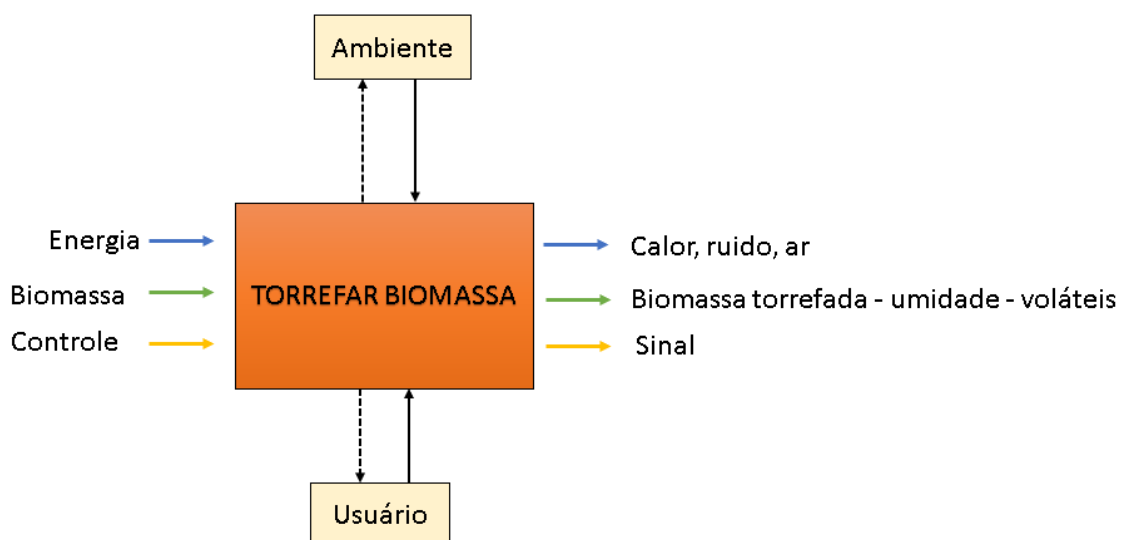 Ambiente
Energia
Calor, ruido, ar
Biomassa
TORREFAR BIOMASSA
Biomassa torrefada - umidade - voláteis
Controle
Sinal
Usuário